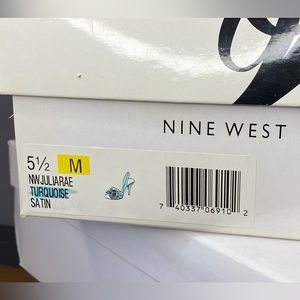 NINE WEST
5½ M
NWJULIARAE
TURQUOISE
SATIN
7 40337 06910 2